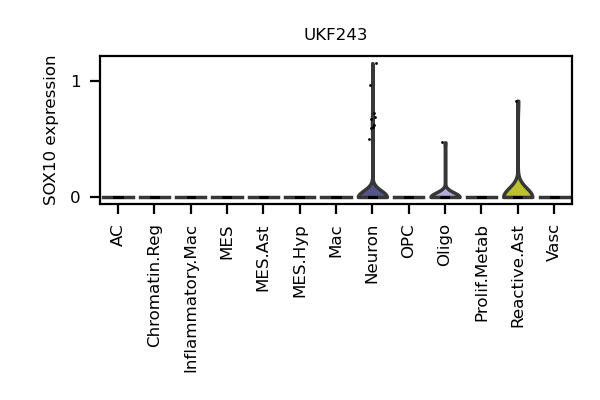 UKF243
SOX10 expression
1
0
AC
Chromatin.Reg
Inflammatory.Mac
MES
MES.Ast
MES.Hyp
Mac
Neuron
OPC
Oligo
Prolif.Metab
Reactive.Ast
Vasc